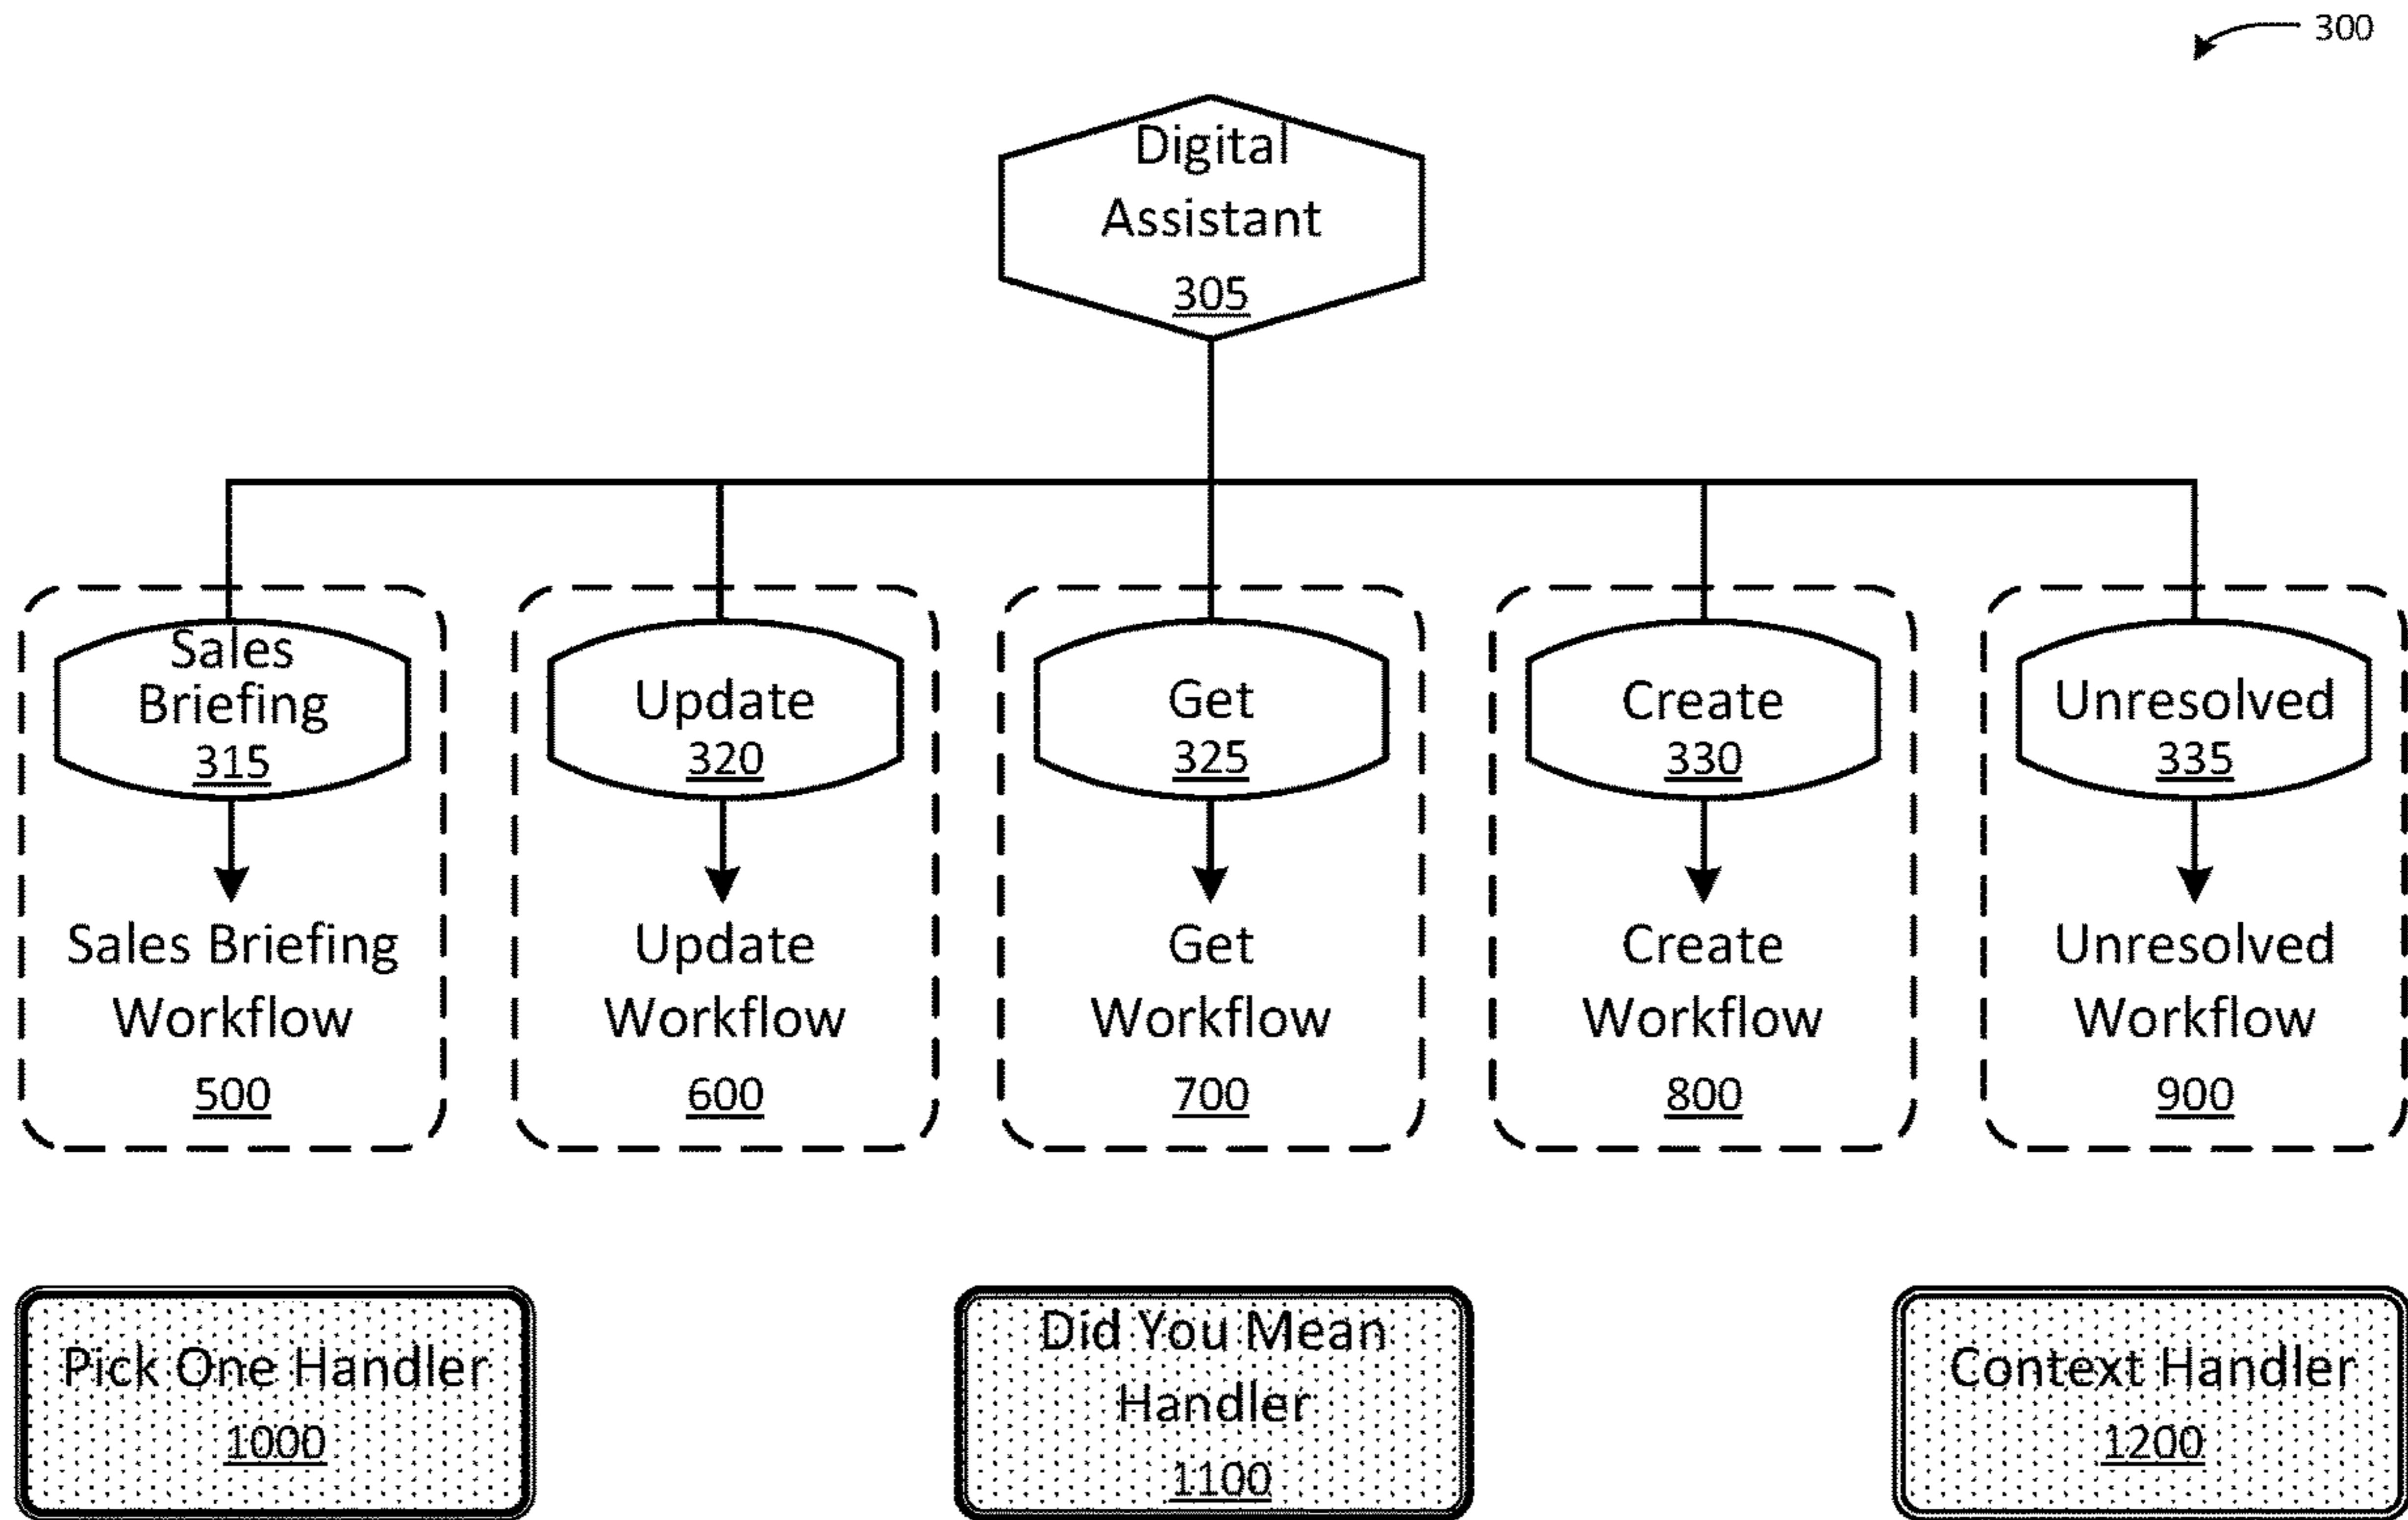 300
Digital
Assistant
305
Sales
Briefing
315
Update
320
Get
325
Create
330
Unresolved
335
Sales Briefing
Workflow
500
Update
Workflow
600
Get
Workflow
700
Create
Workflow
800
Unresolved
Workflow
900
Pick One Handler
1000
Did You Mean
Handler
1100
Context Handler
1200